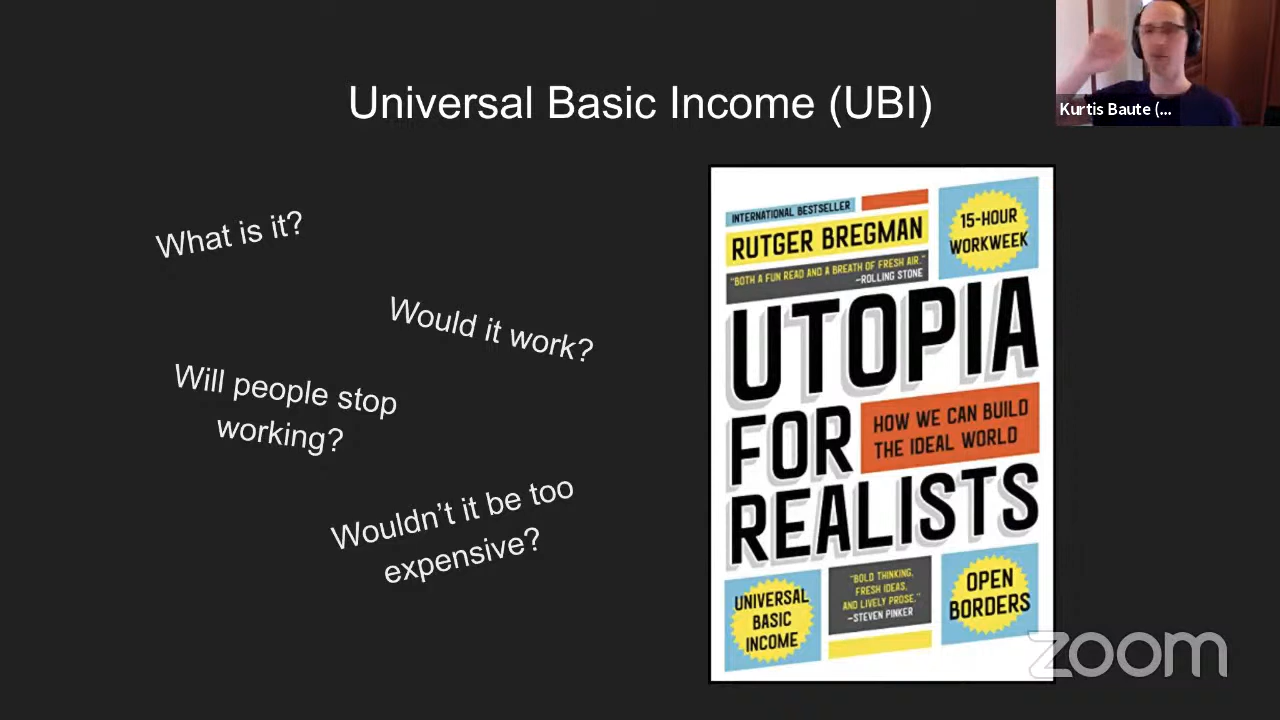 Universal Basic Income (UBI)
Kurtis Baute (...
What is it?
Would it work?
Will people stop
working?
Wouldn't it be too
expensive?
INTERNATIONAL BESTSELLER
RUTGER BREGMAN
"BOTH A FUN READ AND A BREATH OF FRESH AIR."
–ROLLING STONE
15-HOUR
WORKWEEK
UTOPIA
FOR
HOW WE CAN BUILD
THE IDEAL WORLD
REALISTS
UNIVERSAL
BASIC
INCOME
"BOLD THINKING,
FRESH IDEAS,
AND LIVELY PROSE."
–STEVEN PINKER
OPEN
BORDERS
zoom